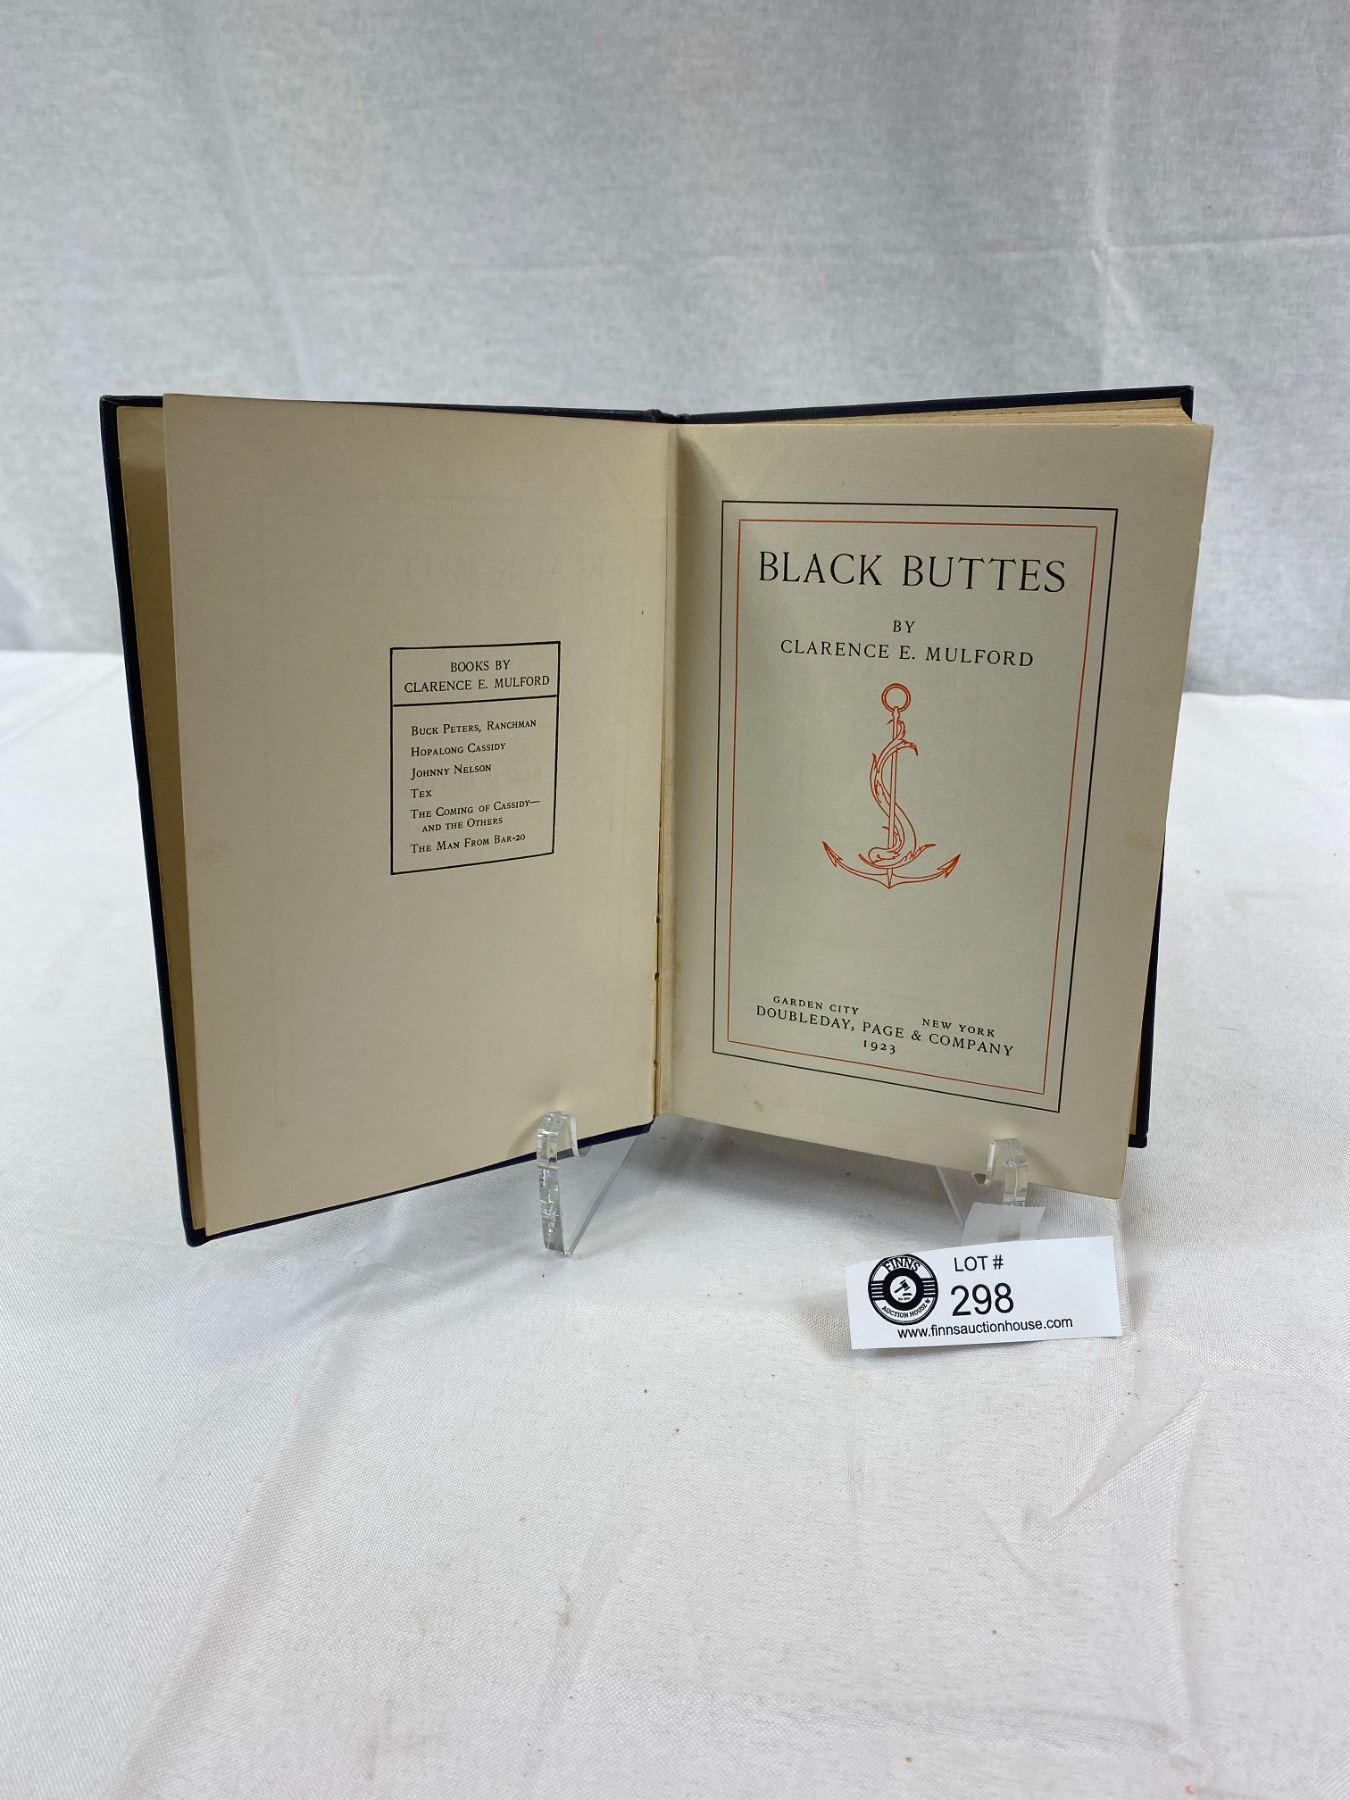 BOOKS BY
CLARENCE E. MULFORD
BUCK PETERS, RANCHMAN
HOPALONG CASSIDY
JOHNNY NELSON
TEX
THE COMING OF CASSIDY—
AND THE OTHERS
THE MAN FROM BAR-20
BLACK BUTTES
BY
CLARENCE E. MULFORD
GARDEN CITY NEW YORK
DOUBLEDAY, PAGE & COMPANY
1923
FINNS
AUCTION HOUSE
LOT #
298
www.finnsauctionhouse.com